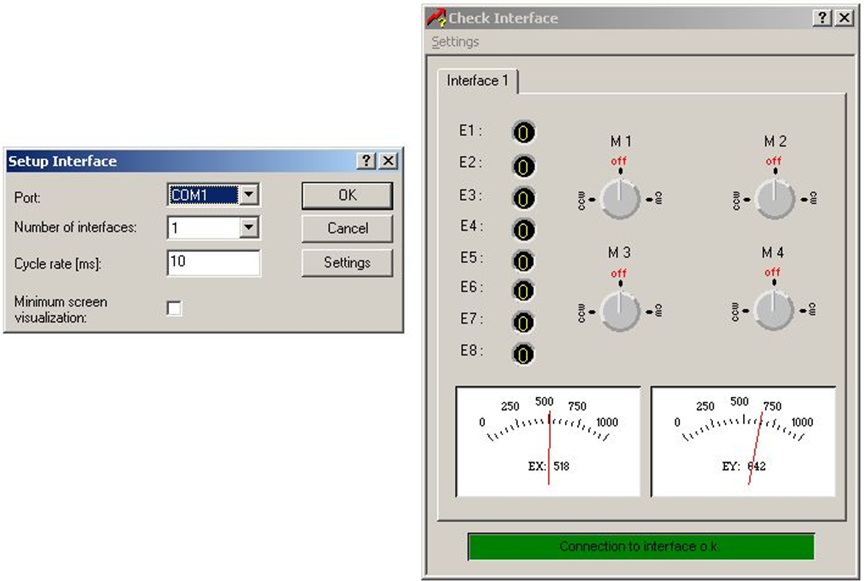 Setup Interface
Port: COM1 OK
Number of interfaces: 1 Cancel
Cycle rate [ms]: 10 Settings
Minimum screen
visualization:
Check Interface
Settings
Interface 1
E1: 0
E2: 0
E3: 0
E4: 0
E5: 0
E6: 0
E7: 0
E8: 0
M 1
off
ccw cw
M 2
off
ccw cw
M 3
off
ccw cw
M 4
off
ccw cw
0 250 500 750 1000
EX: 518
0 250 500 750 1000
EY: 642
Connection to interface o.k.